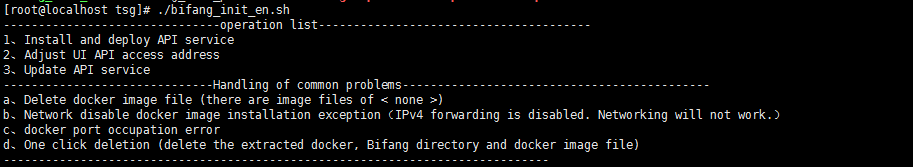 [root@localhost tsg]# ./bifang_init_en.sh
-------------------------------operation list---------------------------------------
1、Install and deploy API service
2、Adjust UI API access address
3、Update API service
------------------------------Handling of common problems--------------------------------------------
a、Delete docker image file (there are image files of < none >)
b、Network disable docker image installation exception（IPv4 forwarding is disabled. Networking will not work.）
c、docker port occupation error
d、One click deletion (delete the extracted docker, Bifang directory and docker image file)
------------------------------------------------------------------------------